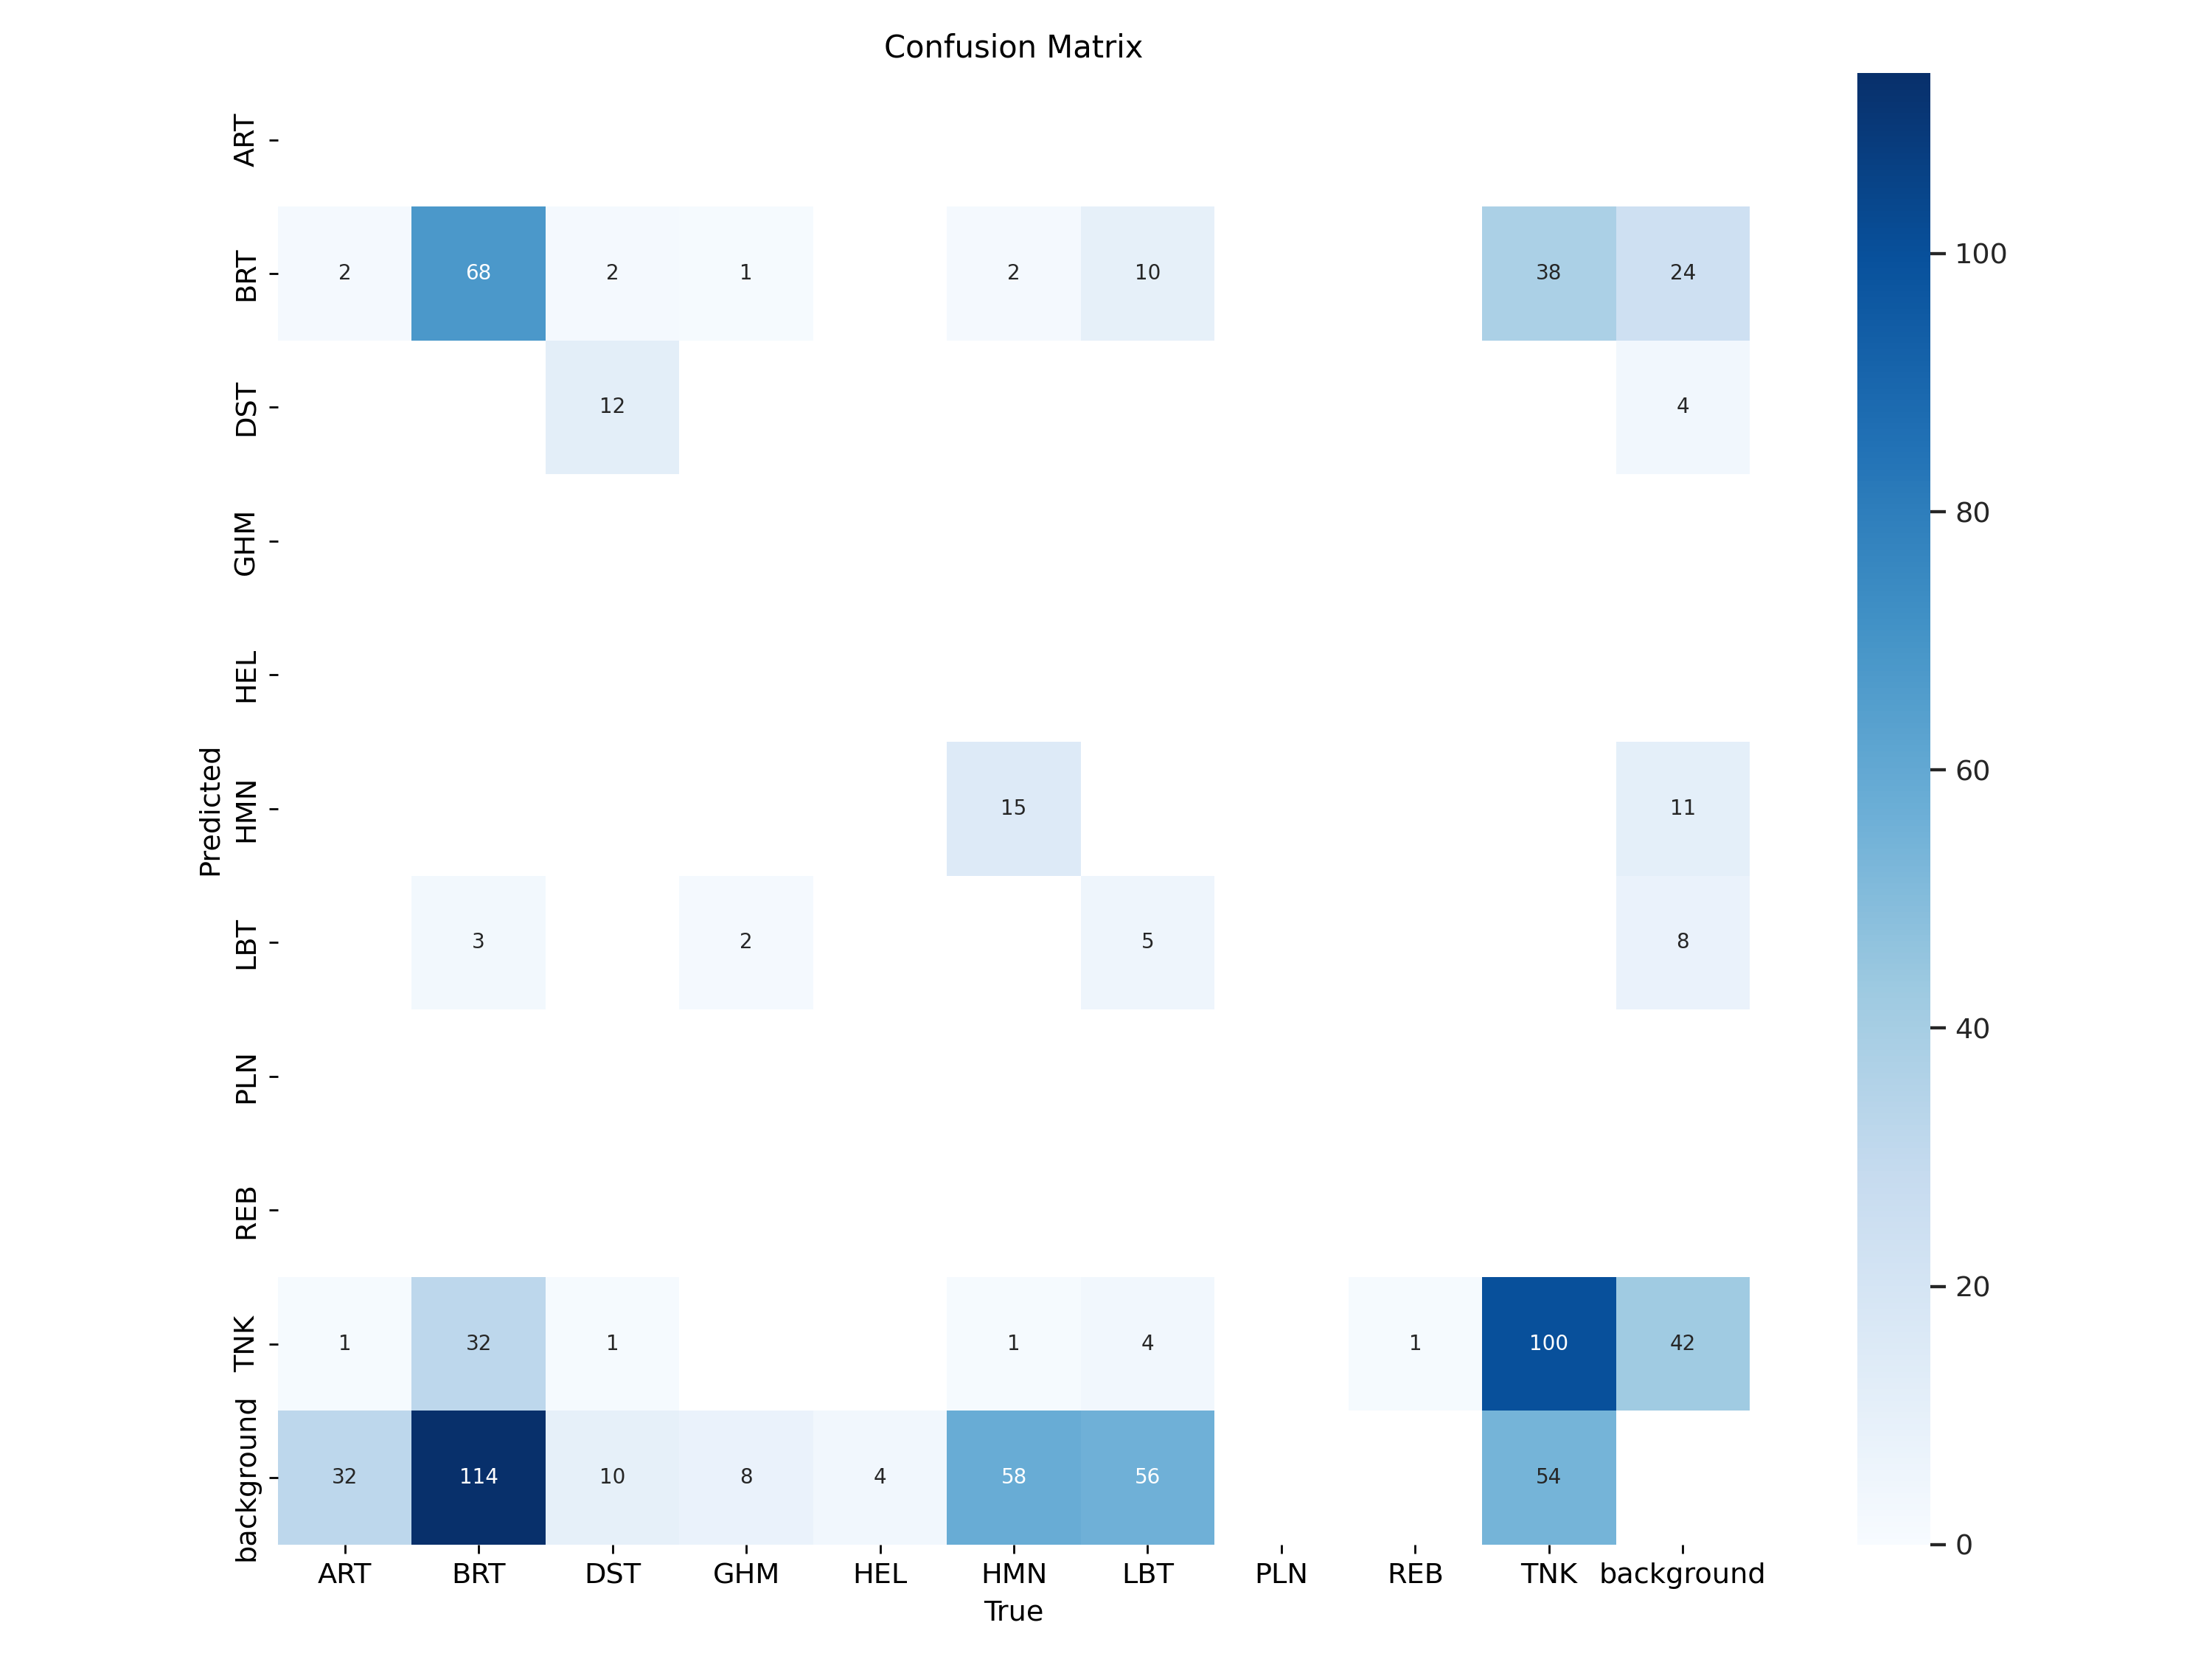 Confusion Matrix
ART
BRT 2 68 2 1 2 10 38 24
DST 12 4
GHM
HEL
HMN 15 11
LBT 3 2 5 8
PLN
REB
TNK 1 32 1 1 4 1 100 42
background 32 114 10 8 4 58 56 54
Predicted
ART BRT DST GHM HEL HMN LBT PLN REB TNK background
True
100
80
60
40
20
0